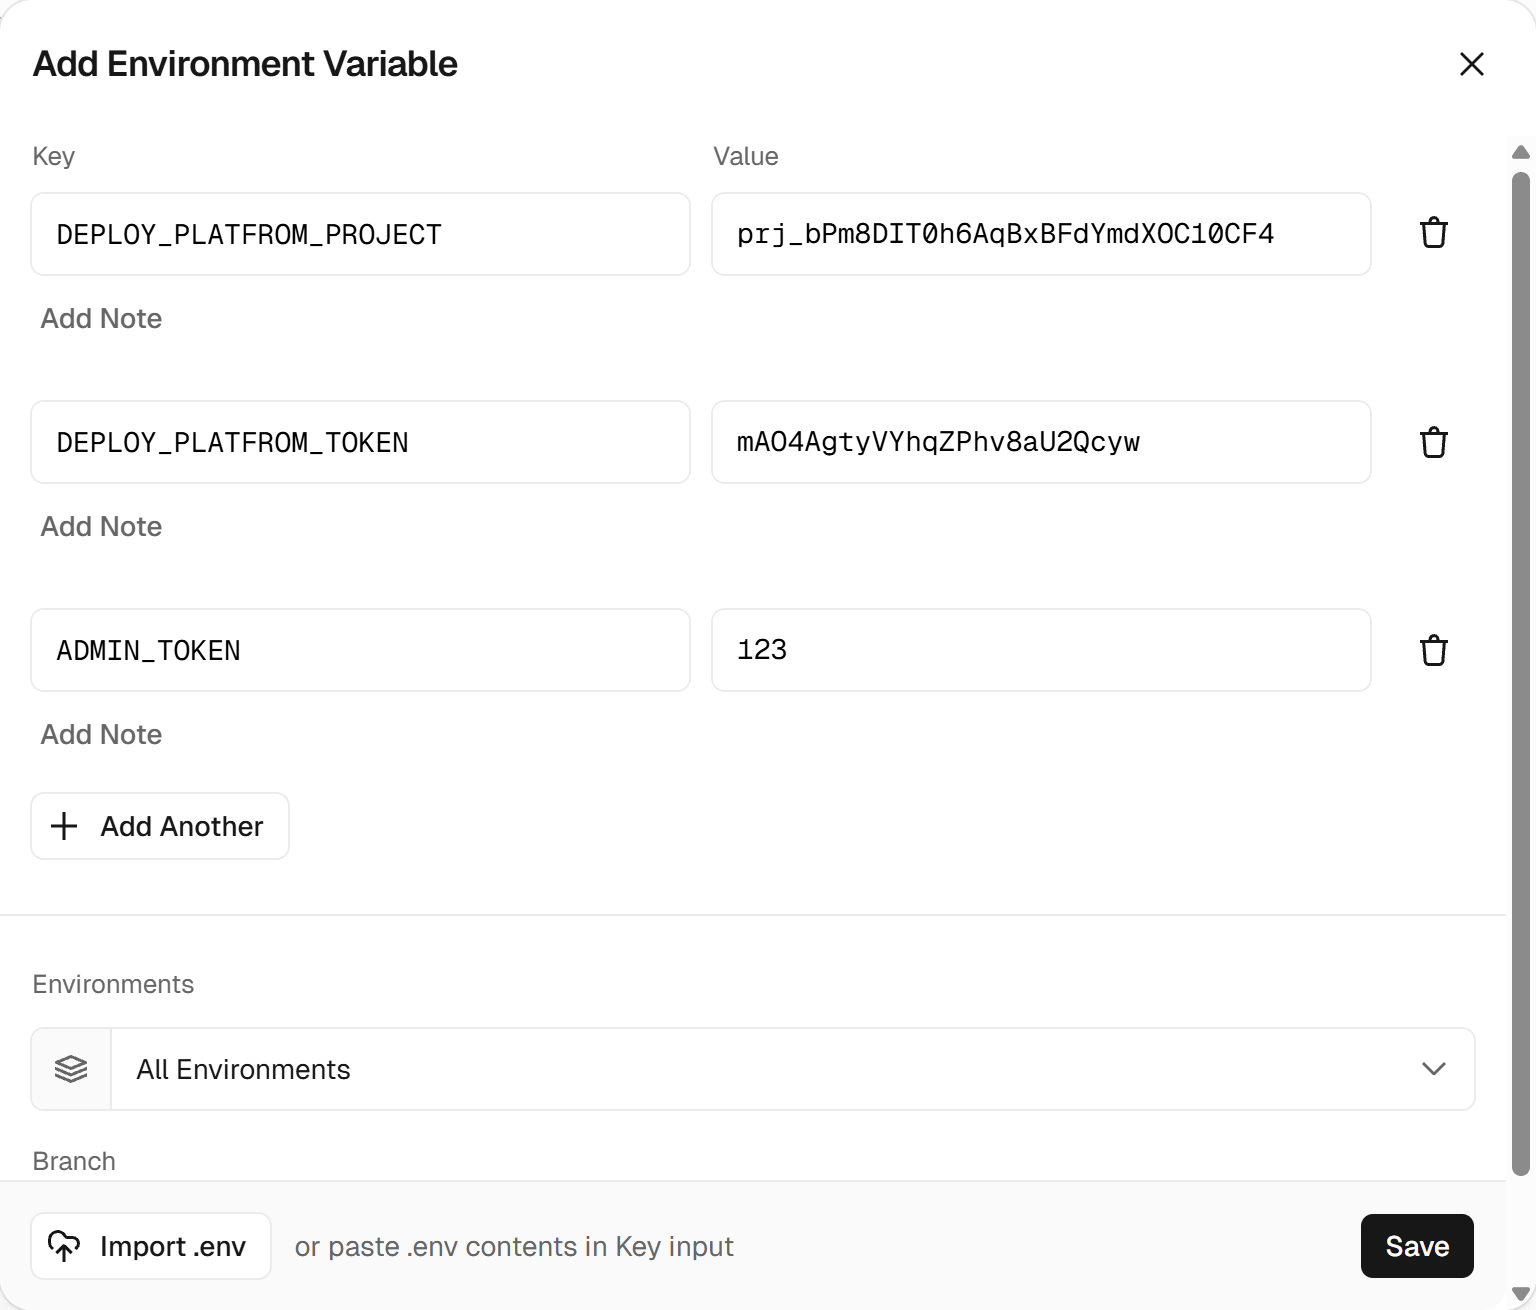 Add Environment Variable
Key Value
DEPLOY_PLATFROM_PROJECT prj_bPm8DIT0h6AqBxBFdYmdXOC10CF4
Add Note
DEPLOY_PLATFROM_TOKEN mAO4AgtyVYhqZPhv8aU2Qcyw
Add Note
ADMIN_TOKEN 123
Add Note
Add Another
Environments
All Environments
Branch
Import .env or paste .env contents in Key input Save